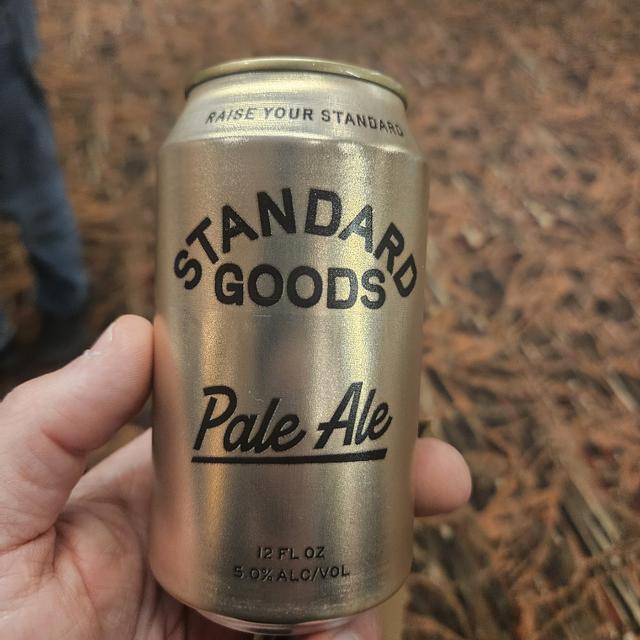 RAISE YOUR STANDARD
STANDARD
GOODS
Pale Ale
12 FL OZ
5.0% ALC/VOL